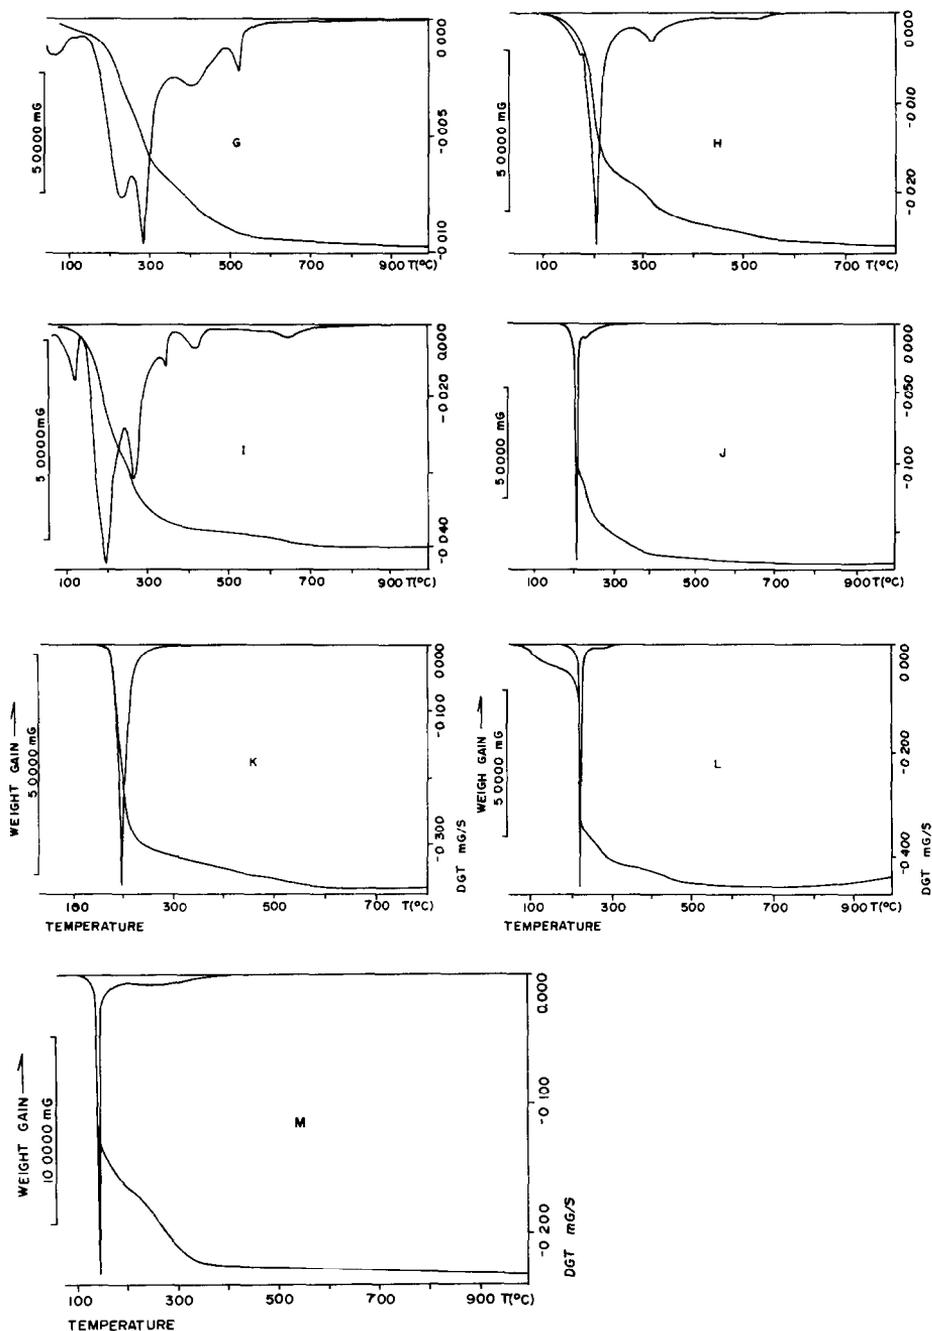 0.000
-0.005
-0.010
5 0000 mG
G
100 300 500 700 900 T(°C)
0.000
-0.010
-0.020
5 0000 mG
H
100 300 500 700 T(°C)
0.000
-0.020
-0.040
5 0000 mG
I
100 300 500 700 900 T(°C)
0.000
-0.050
-0.100
5 0000 mG
J
100 300 500 700 900 T(°C)
WEIGHT GAIN
5 0000 mG
0.000
-0.100
-0.300
DGT mG/S
K
100 300 500 700 T(°C)
TEMPERATURE
WEIGH GAIN
5 0000 mG
0.000
-0.200
-0.400
DGT mG/S
L
100 300 500 700 900 T(°C)
TEMPERATURE
WEIGHT GAIN
10 0000 mG
0.000
-0.100
-0.200
DGT mG/S
M
100 300 500 700 900 T(°C)
TEMPERATURE